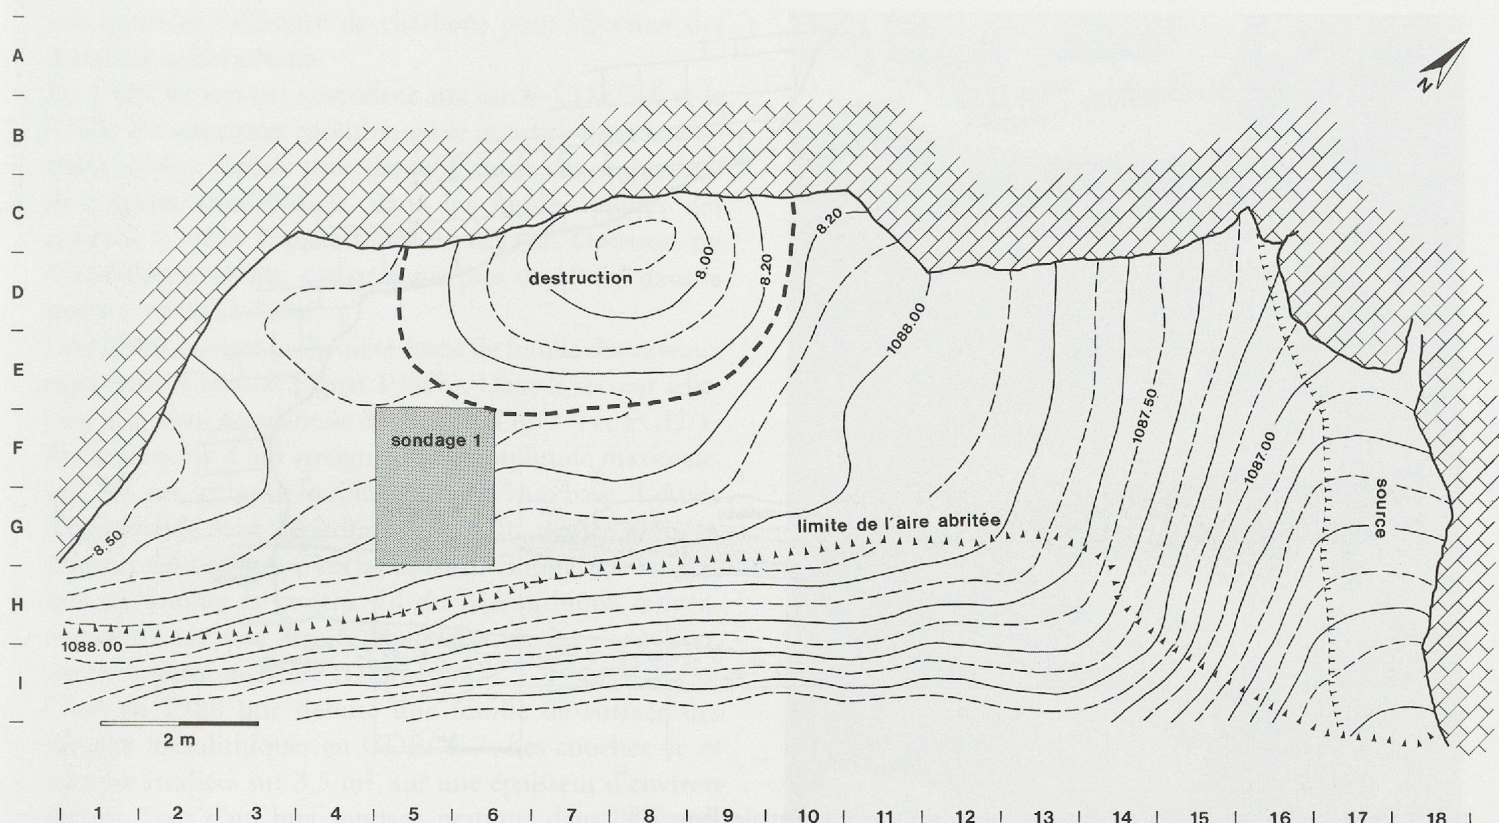 A
N
B
C
8.20
8.00
8.20
destruction
D
1088.00
E
1087.50
sondage 1
F
1087.00
source
8.50
limite de l'aire abritée
G
H
1088.00
I
2 m
1 2 3 4 5 6 7 8 9 10 11 12 13 14 15 16 17 18